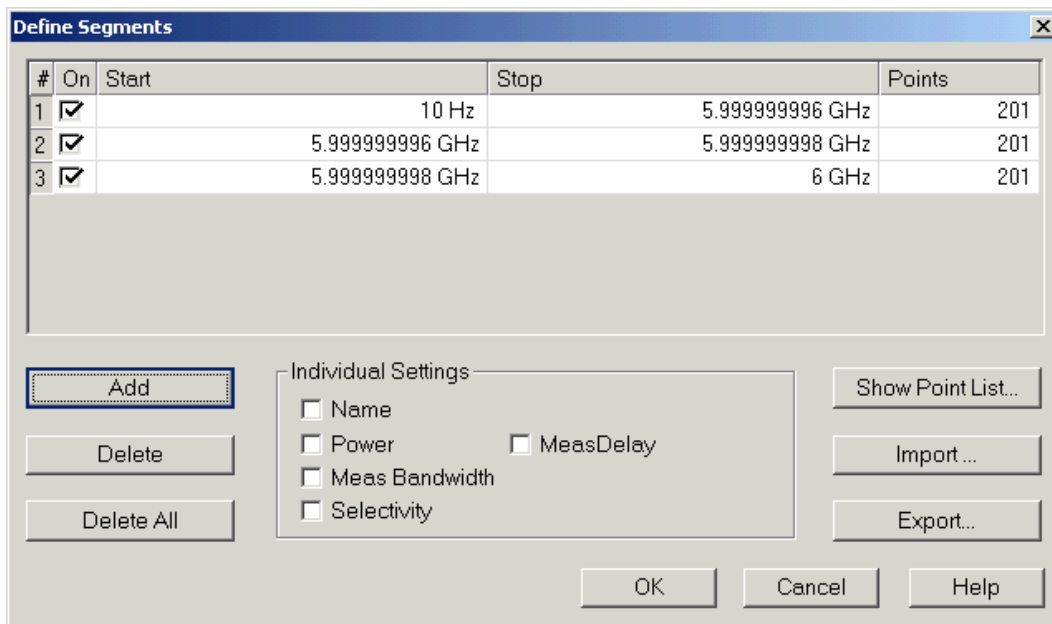 Define Segments
# On Start Stop Points
1 10 Hz 5.999999996 GHz 201
2 5.999999996 GHz 5.999999998 GHz 201
3 5.999999998 GHz 6 GHz 201
Individual Settings
Add Name Show Point List...
Power MeasDelay
Delete Meas Bandwidth Import ...
Delete All Selectivity Export...
OK Cancel Help